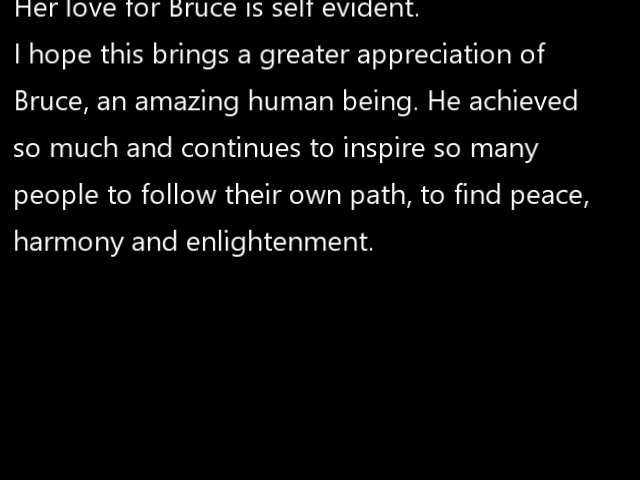 Her love for Bruce is self evident.
I hope this brings a greater appreciation of
Bruce, an amazing human being. He achieved
so much and continues to inspire so many
people to follow their own path, to find peace,
harmony and enlightenment.